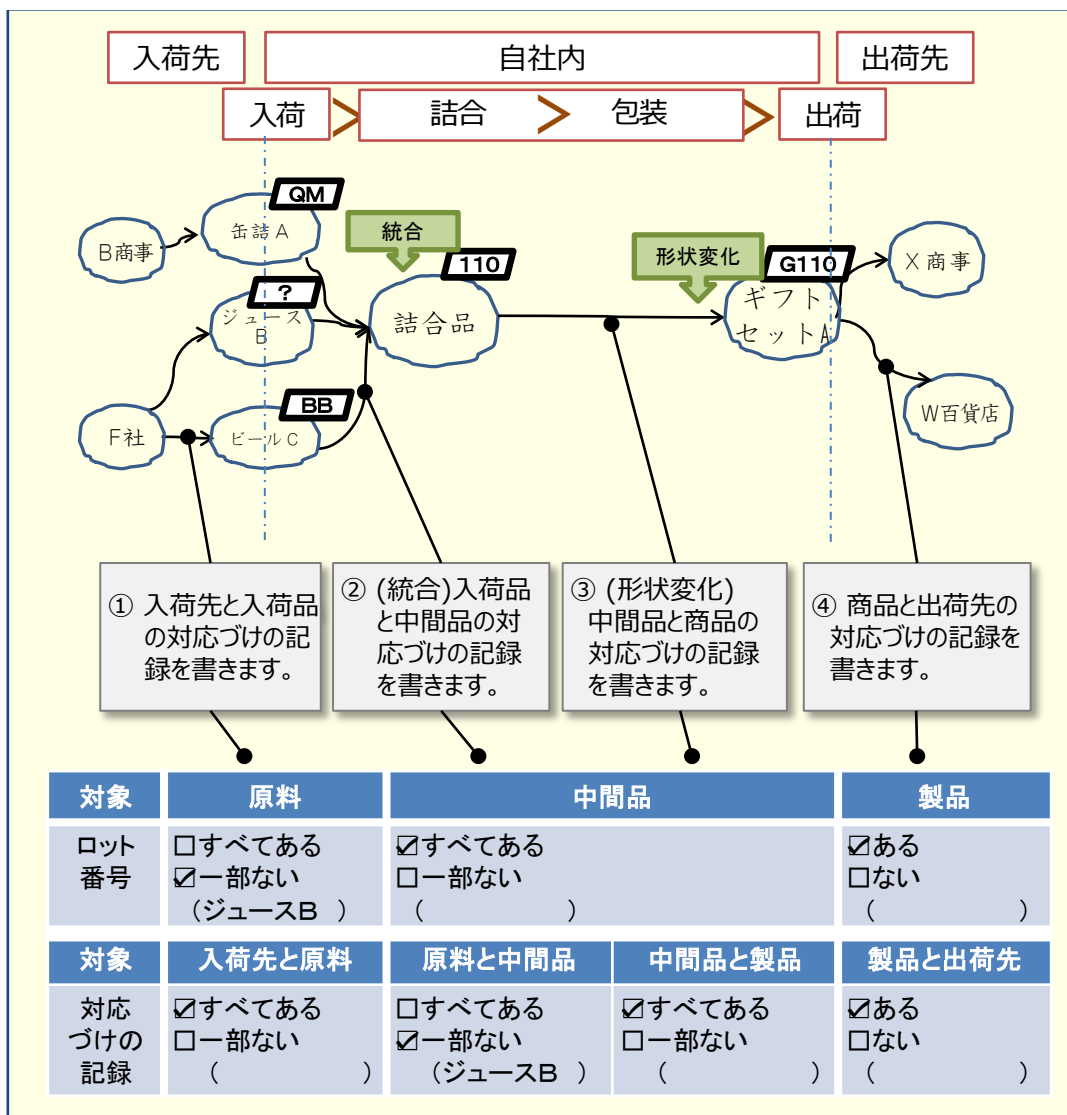 入荷先
自社内
出荷先
入荷
詰合
包装
出荷
QM
缶詰A
B商事
統合
110
形状変化
G110
X商事
?
ジュース
B
詰合品
ギフト
セットA
BB
F社
ビールC
W百貨店
① 入荷先と入荷品
の対応づけの記
録を書きます。
② (統合)入荷品
と中間品の対
応づけの記録
を書きます。
③ (形状変化)
中間品と商品の
対応づけの記録
を書きます。
④ 商品と出荷先の
対応づけの記録を
書きます。
対象 原料 中間品 製品
ロット
番号
☐すべてある
☑一部ない
(ジュースB )
☑すべてある
☐一部ない
( )
☑ある
☐ない
( )
対象 入荷先と原料 原料と中間品 中間品と製品 製品と出荷先
対応
づけの
記録
☑すべてある
☐一部ない
( )
☐すべてある
☑一部ない
(ジュースB )
☑すべてある
☐一部ない
( )
☑ある
☐ない
( )